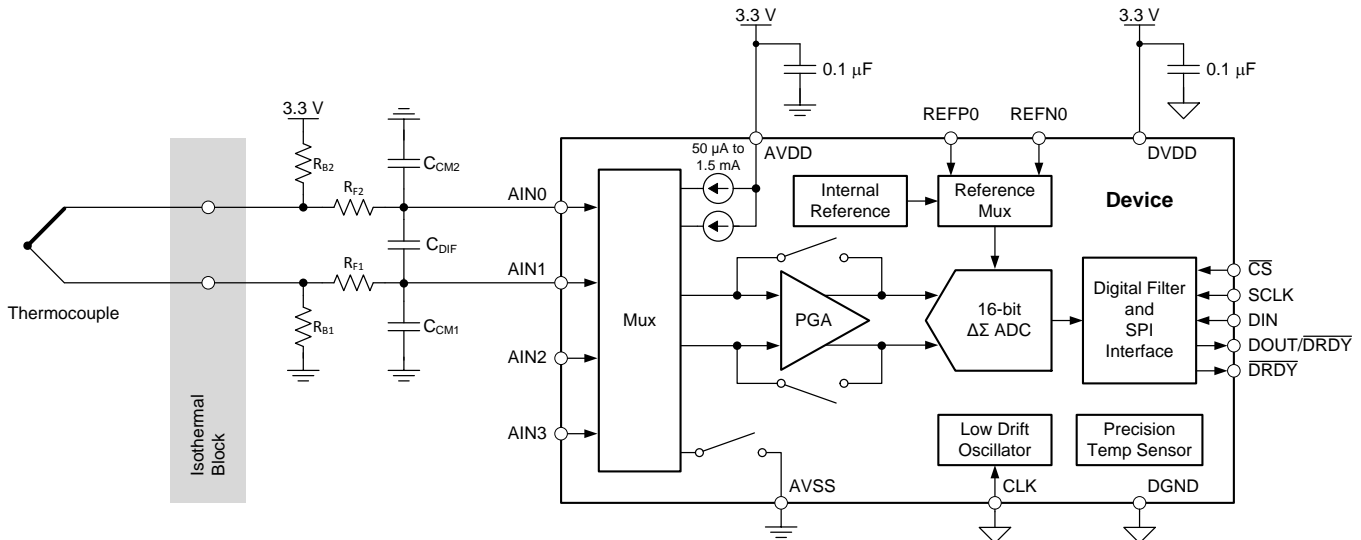 3.3 V
3.3 V
0.1 μF
0.1 μF
3.3 V
REFP0
REFN0
R_B2
C_CM2
50 μA to
1.5 mA
AVDD
DVDD
R_F2
AIN0
Internal
Reference
Reference
Mux
Device
C_DIF
R_F1
AIN1
C̅S̅
SCLK
DIN
DOUT/D̅R̅D̅Y̅
D̅R̅D̅Y̅
Thermocouple
Mux
PGA
16-bit
ΔΣ ADC
Digital Filter
and
SPI
Interface
R_B1
C_CM1
AIN2
AIN3
Isothermal
Block
Low Drift
Oscillator
Precision
Temp Sensor
AVSS
CLK
DGND